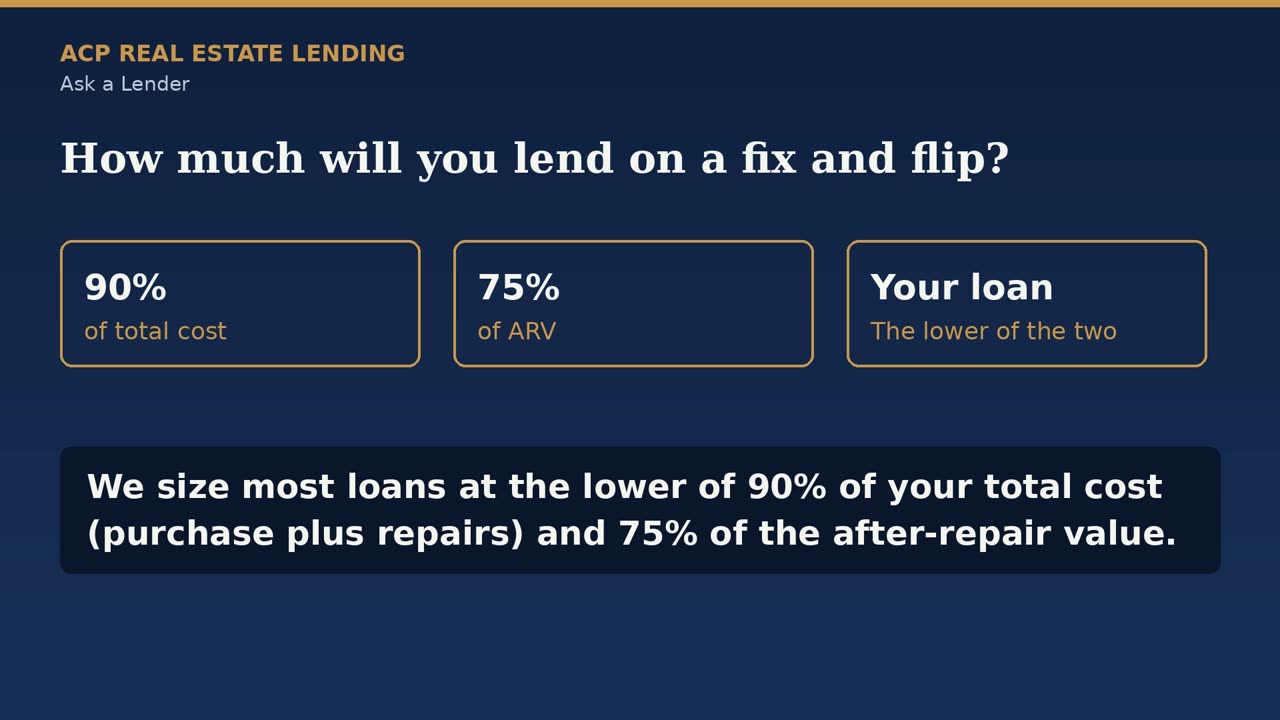 ACP REAL ESTATE LENDING
Ask a Lender
How much will you lend on a fix and flip?
90%
of total cost
75%
of ARV
Your loan
The lower of the two
We size most loans at the lower of 90% of your total cost
(purchase plus repairs) and 75% of the after-repair value.